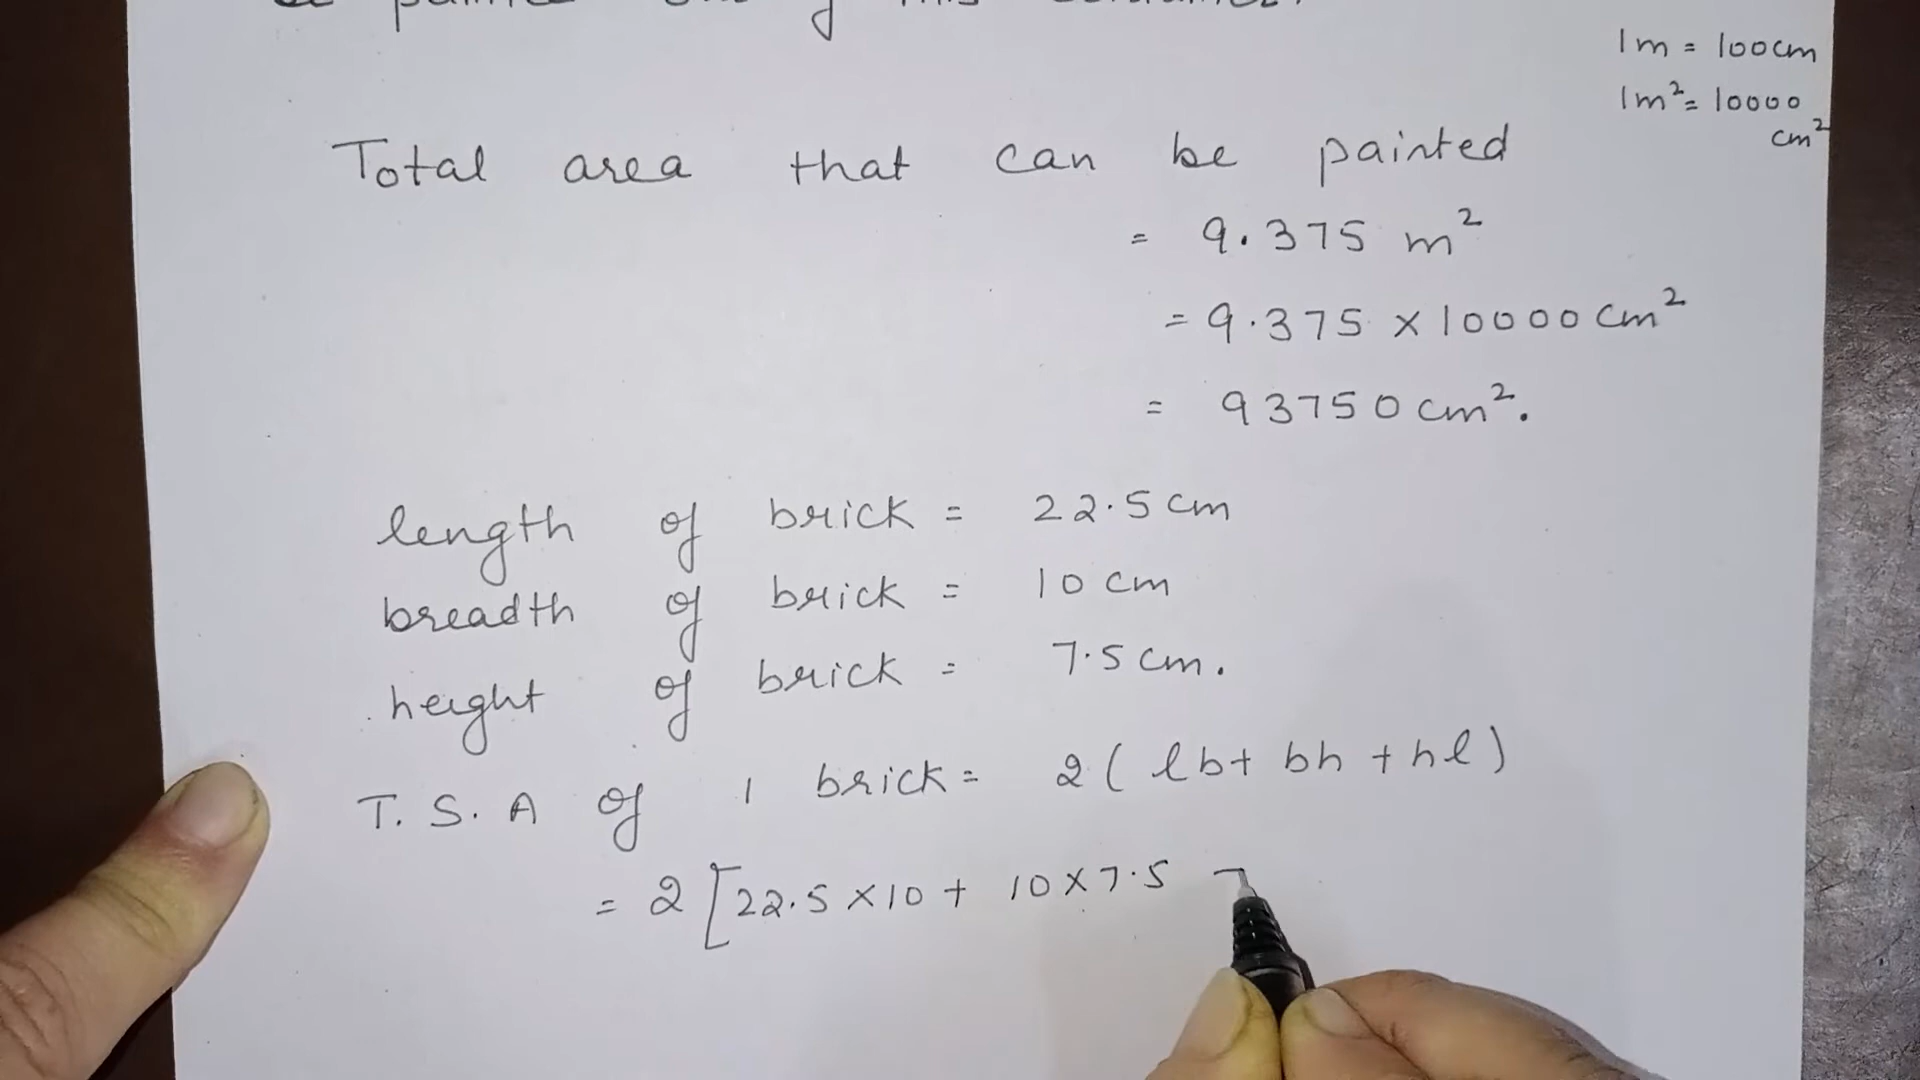 1m = 100cm
1m² = 10000
cm²
Total area that can be painted
= 9.375 m²
= 9.375 × 10000 cm²
= 93750 cm².
length of brick = 22.5 cm
breadth of brick = 10 cm
height of brick = 7.5 cm.
T.S.A of 1 brick = 2 ( lb + bh + hl )
= 2 [ 22.5 × 10 + 10 × 7.5